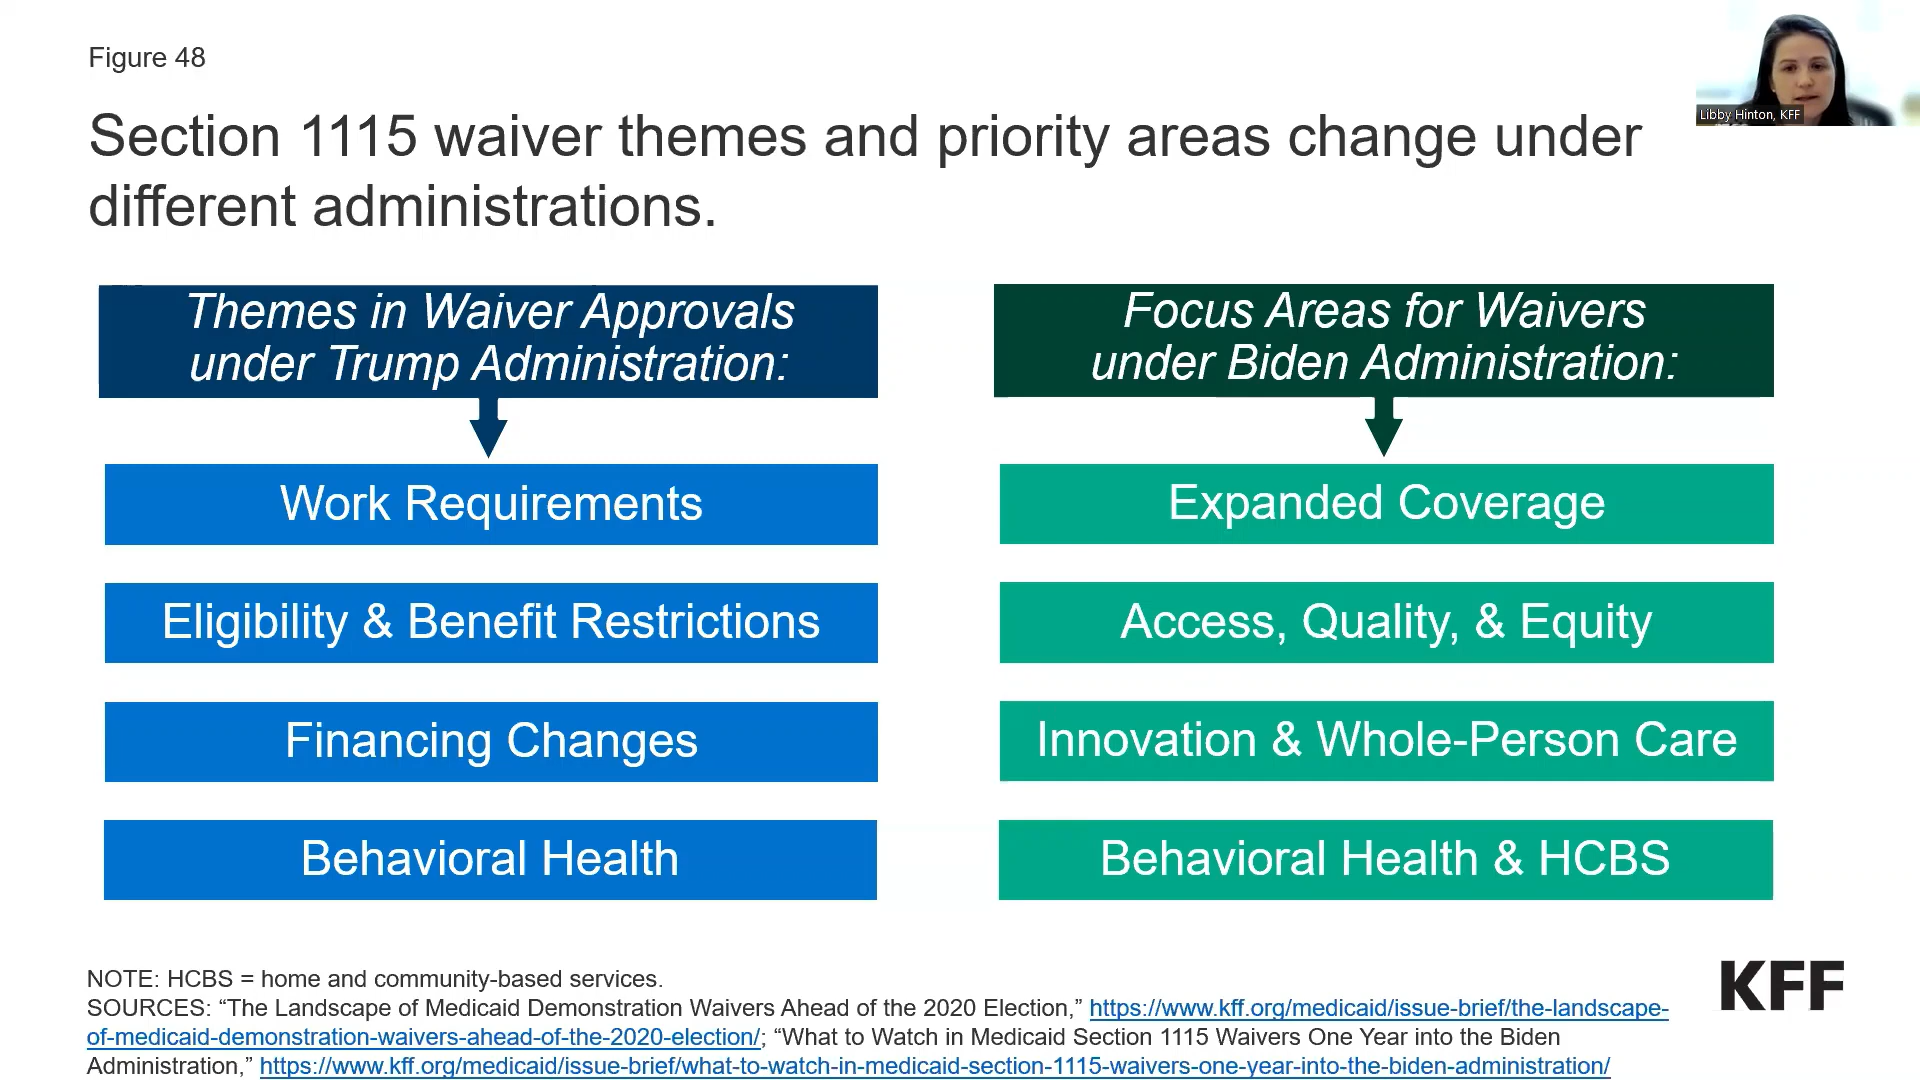 Figure 48
Libby Hinton, KFF
Section 1115 waiver themes and priority areas change under
different administrations.
Themes in Waiver Approvals
under Trump Administration:
Work Requirements
Eligibility & Benefit Restrictions
Financing Changes
Behavioral Health
Focus Areas for Waivers
under Biden Administration:
Expanded Coverage
Access, Quality, & Equity
Innovation & Whole-Person Care
Behavioral Health & HCBS
NOTE: HCBS = home and community-based services.
SOURCES: “The Landscape of Medicaid Demonstration Waivers Ahead of the 2020 Election,” https://www.kff.org/medicaid/issue-brief/the-landscape-
of-medicaid-demonstration-waivers-ahead-of-the-2020-election/; “What to Watch in Medicaid Section 1115 Waivers One Year into the Biden
Administration,” https://www.kff.org/medicaid/issue-brief/what-to-watch-in-medicaid-section-1115-waivers-one-year-into-the-biden-administration/
KFF